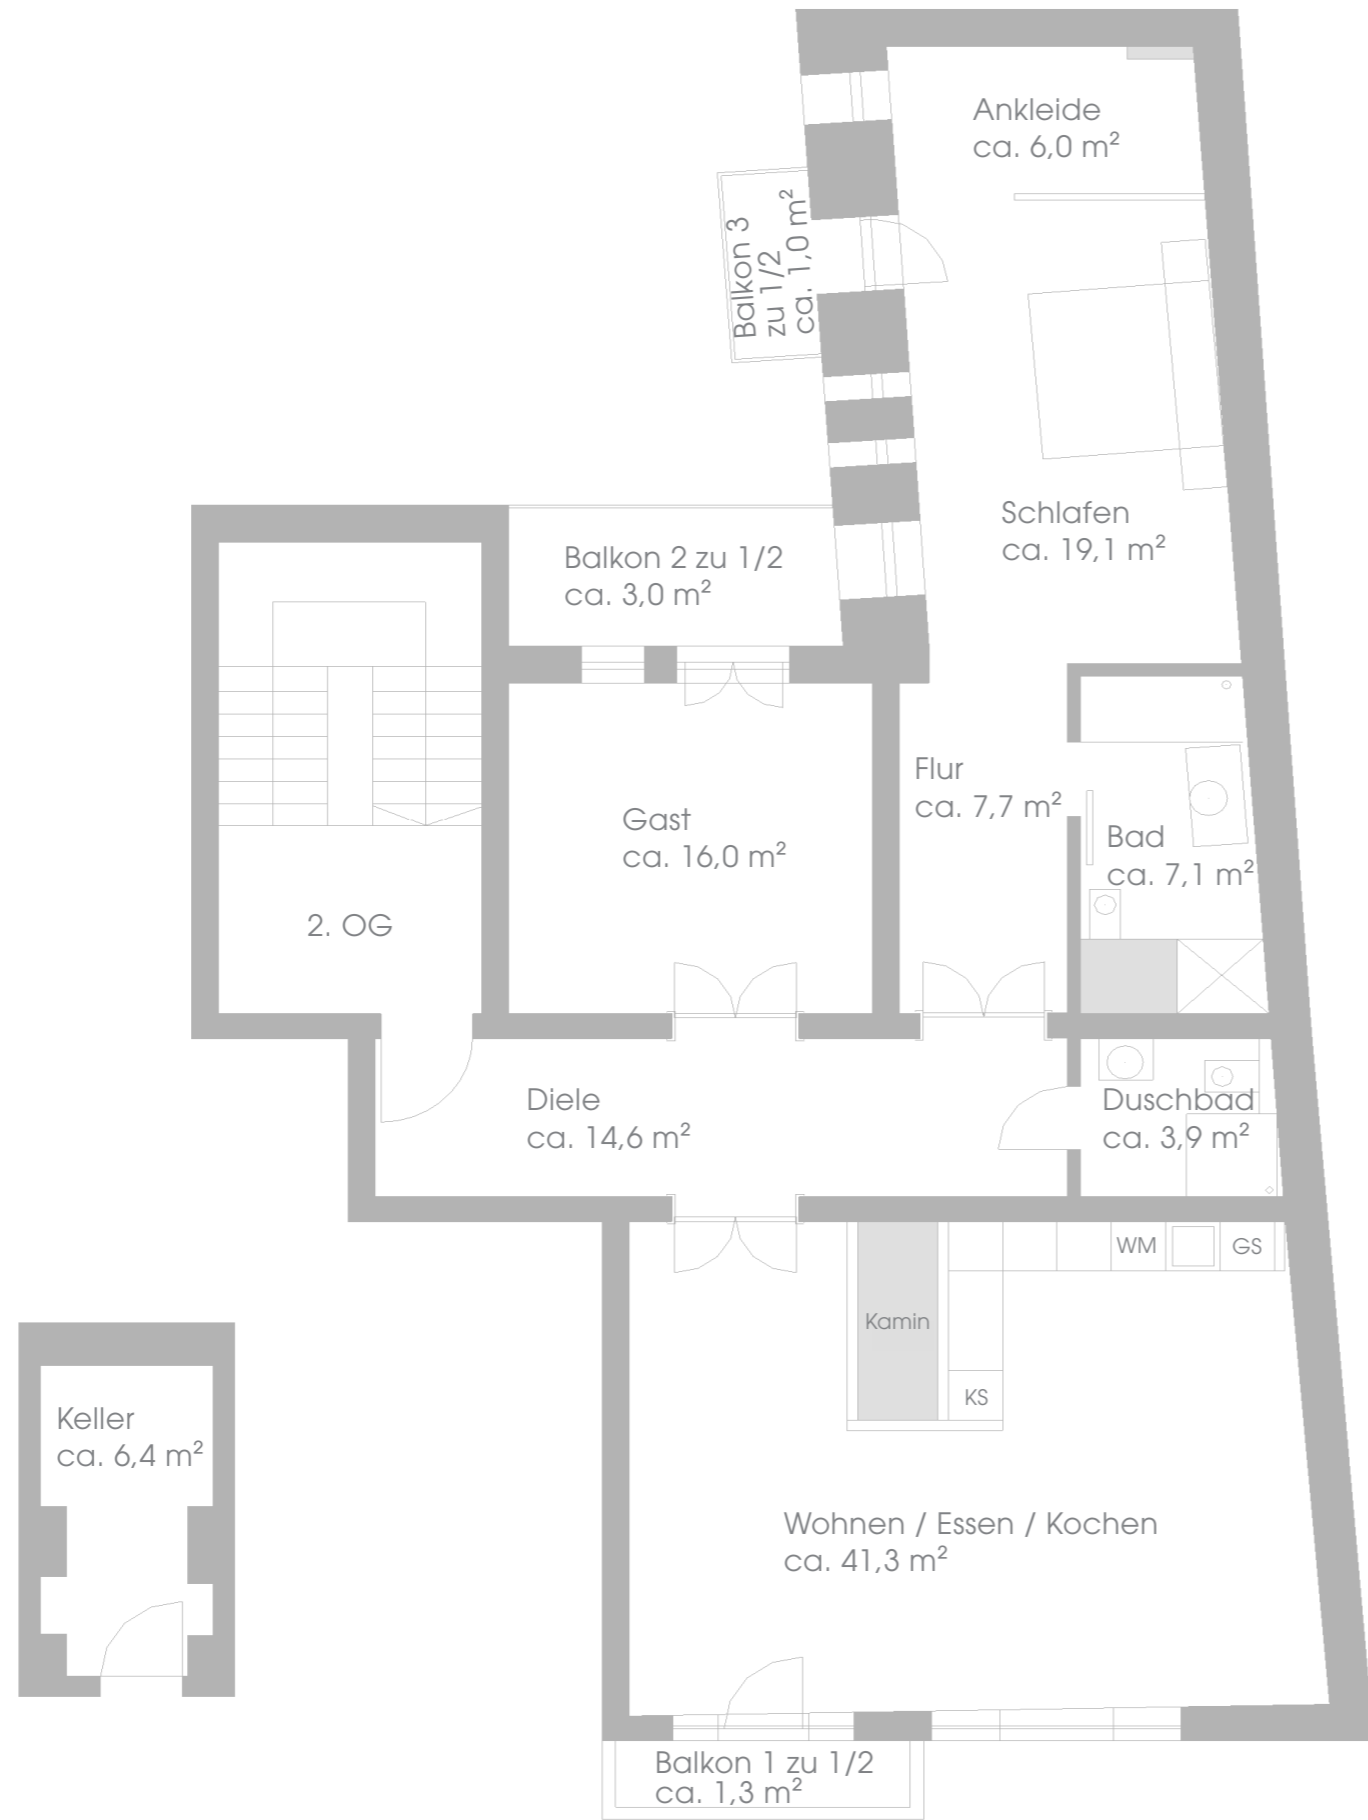 Ankleide
ca. 6,0 m²
Balkon 3
zu 1/2
ca. 1,0 m²
Schlafen
ca. 19,1 m²
Balkon 2 zu 1/2
ca. 3,0 m²
Flur
ca. 7,7 m²
Gast
ca. 16,0 m²
Bad
ca. 7,1 m²
2. OG
Diele
ca. 14,6 m²
Duschbad
ca. 3,9 m²
WM
GS
Kamin
KS
Keller
ca. 6,4 m²
Wohnen / Essen / Kochen
ca. 41,3 m²
Balkon 1 zu 1/2
ca. 1,3 m²